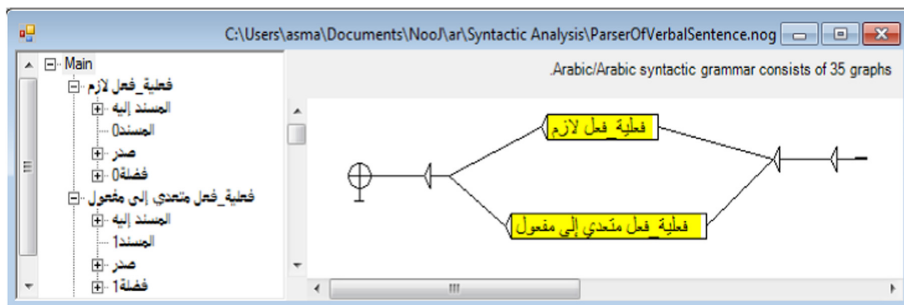 C:\Users\asma\Documents\NooJ\ar\Syntactic Analysis\ParserOfVerbalSentence.nog
.Arabic/Arabic syntactic grammar consists of 35 graphs
Main
فعلية_فعل لازم
المسند إليه
المسند0
صدر
فضلة0
فعلية_فعل متعدي إلى مفعول
المسند إليه
المسند1
صدر
فضلة1
فعلية_فعل لازم
فعلية_فعل متعدي إلى مفعول